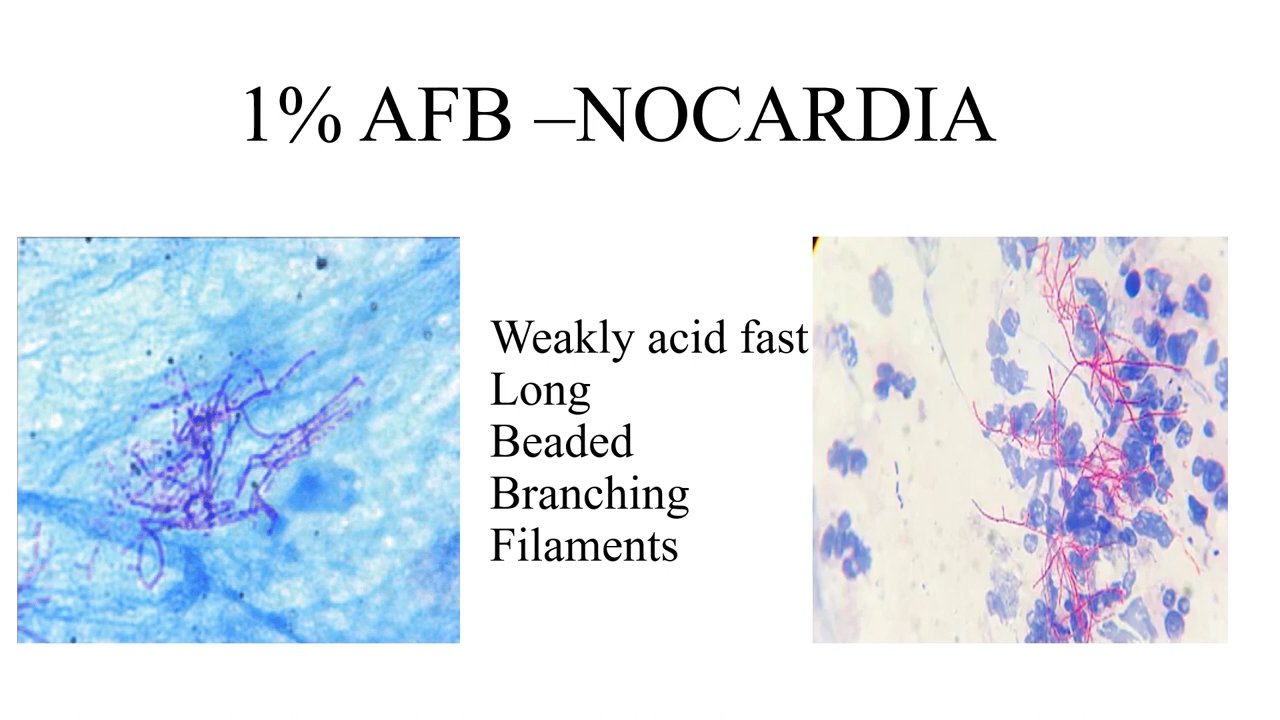 1% AFB –NOCARDIA
Weakly acid fast
Long
Beaded
Branching
Filaments